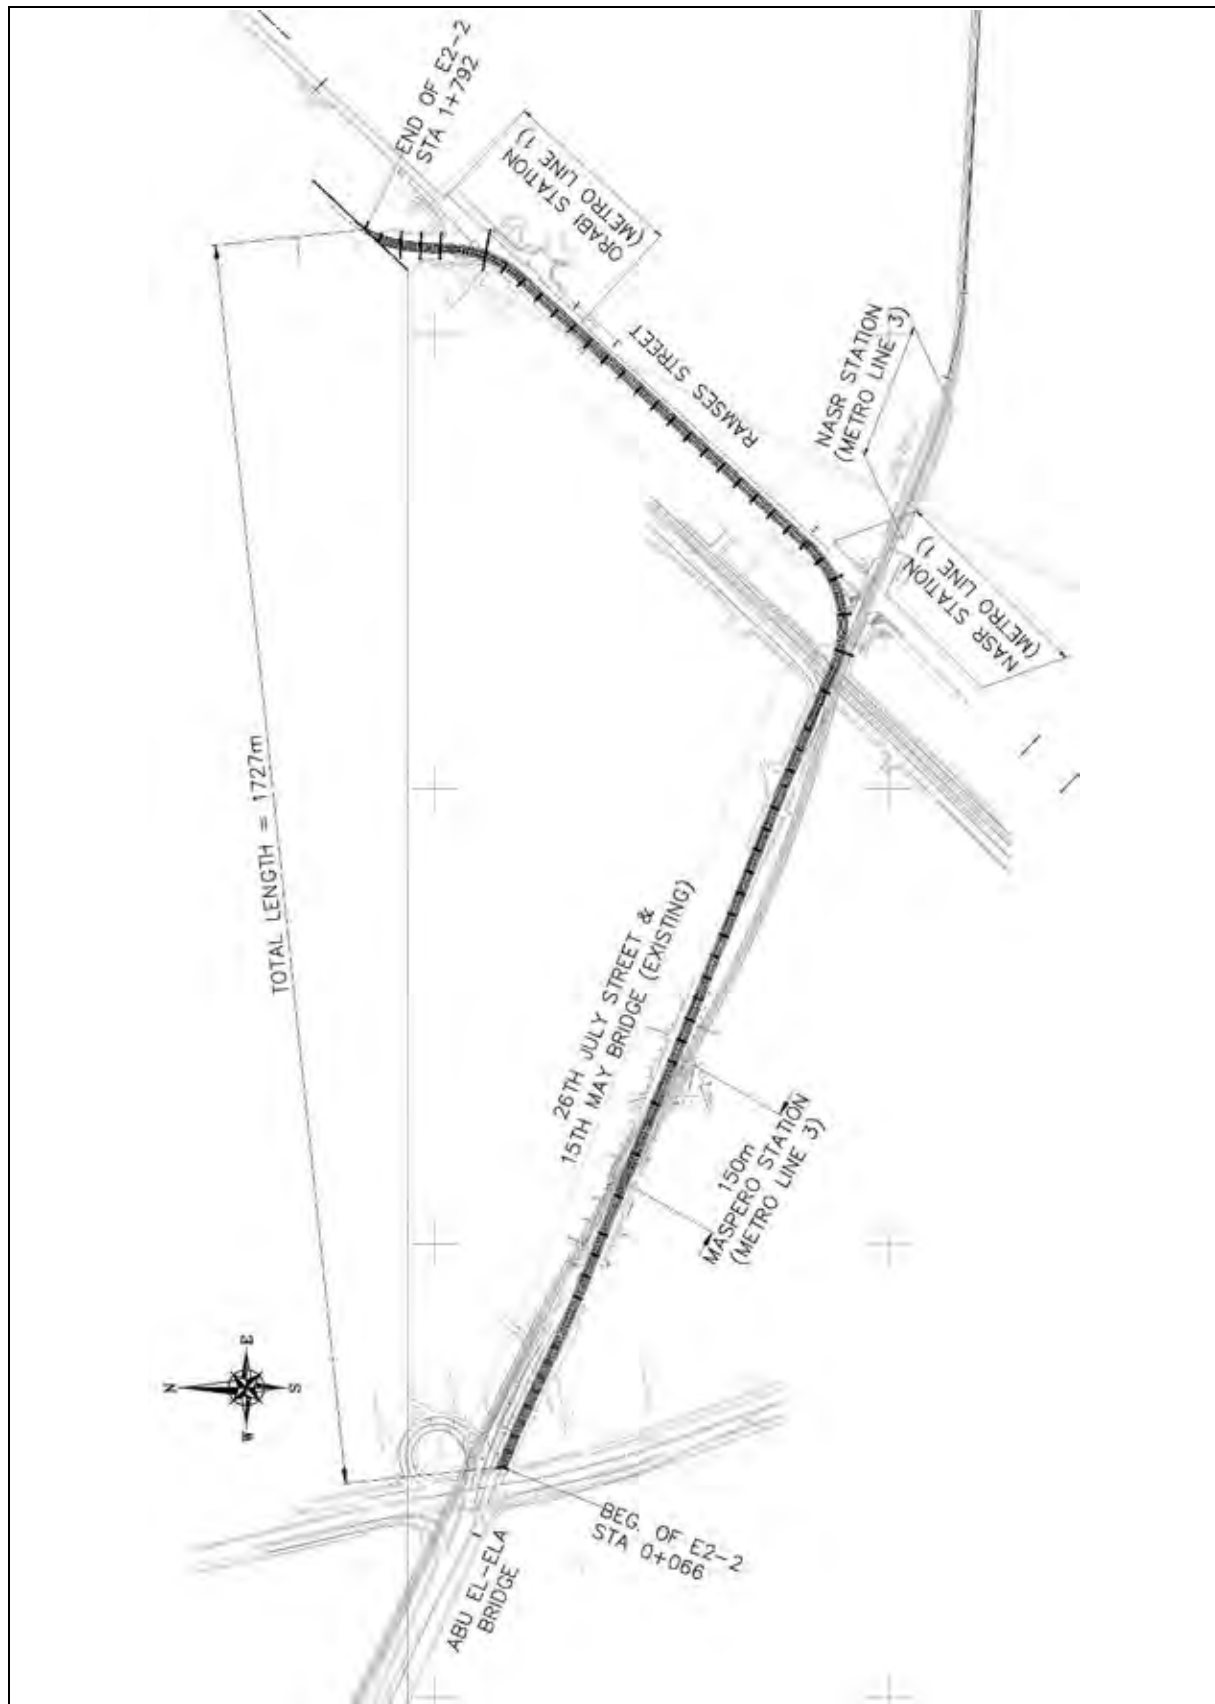 END OF E2-2
STA 1+792
ORABI STATION
(METRO LINE 1)
RAMSES STREET
NASR STATION
(METRO LINE 3)
NASR STATION
(METRO LINE 1)
TOTAL LENGTH = 1727m
26TH JULY STREET &
15TH MAY BRIDGE (EXISTING)
150m
MASPERO STATION
(METRO LINE 3)
E
N
S
W
BEG. OF E2-2
STA 0+066
ABU EL-ELA
BRIDGE